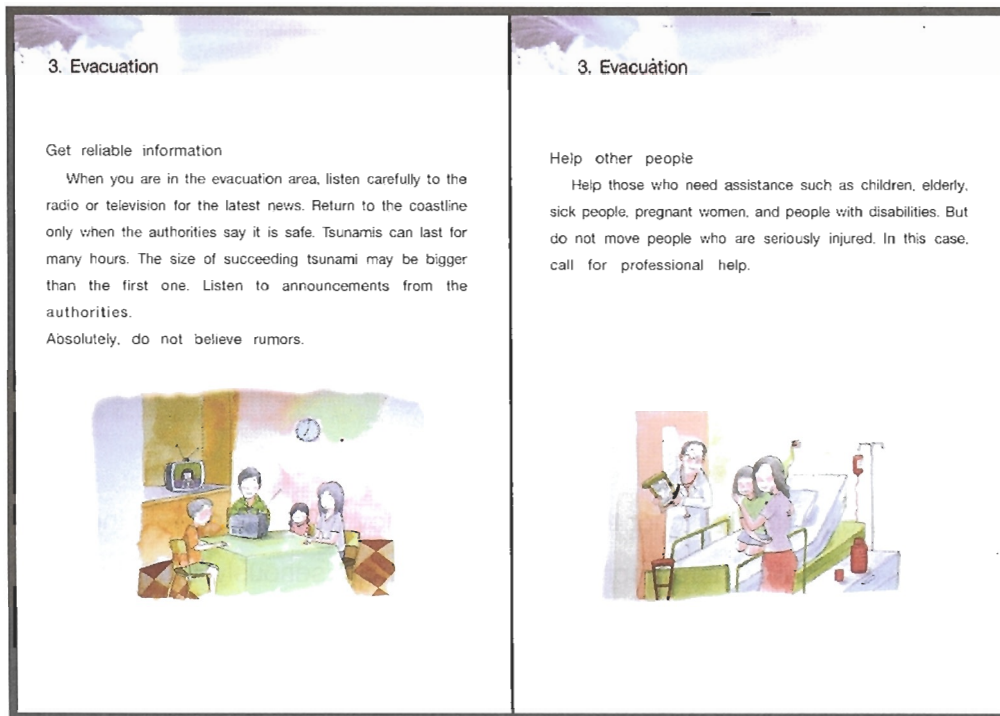 3. Evacuation
Get reliable information
When you are in the evacuation area, listen carefully to the
radio or television for the latest news. Return to the coastline
only when the authorities say it is safe. Tsunamis can last for
many hours. The size of succeeding tsunami may be bigger
than the first one. Listen to announcements from the
authorities.
Absolutely, do not believe rumors.
3. Evacuation
Help other people
Help those who need assistance such as children, elderly,
sick people, pregnant women, and people with disabilities. But
do not move people who are seriously injured. In this case,
call for professional help.